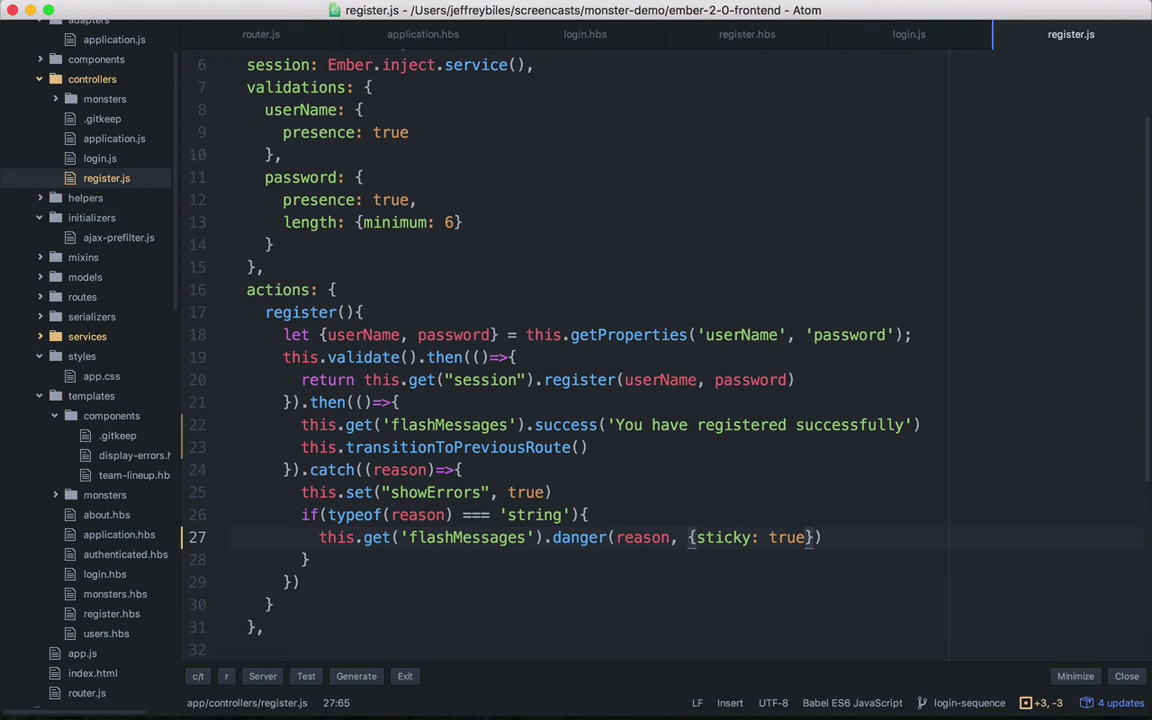 register.js - /Users/jeffreybiles/screencasts/monster-demo/ember-2-0-frontend - Atom
adapters
application.js
components
controllers
monsters
.gitkeep
application.js
login.js
register.js
helpers
initializers
ajax-prefilter.js
mixins
models
routes
serializers
services
styles
app.css
templates
components
.gitkeep
display-errors.h
team-lineup.hb
monsters
about.hbs
application.hbs
authenticated.hbs
login.hbs
monsters.hbs
register.hbs
users.hbs
app.js
index.html
router.js
router.js application.hbs login.hbs register.hbs login.js register.js
6 session: Ember.inject.service(),
7 validations: {
8 userName: {
9 presence: true
10 },
11 password: {
12 presence: true,
13 length: {minimum: 6}
14 }
15 },
16 actions: {
17 register(){
18 let {userName, password} = this.getProperties('userName', 'password');
19 this.validate().then(()=>{
20 return this.get("session").register(userName, password)
21 }).then(()=>{
22 this.get('flashMessages').success('You have registered successfully')
23 this.transitionToPreviousRoute()
24 }).catch((reason)=>{
25 this.set("showErrors", true)
26 if(typeof(reason) === 'string'){
27 this.get('flashMessages').danger(reason, {sticky: true})
28 }
29 })
30 }
31 },
32
c/t r Server Test Generate Exit Minimize Close
app/controllers/register.js 27:65 LF Insert UTF-8 Babel ES6 JavaScript login-sequence +3, -3 4 updates